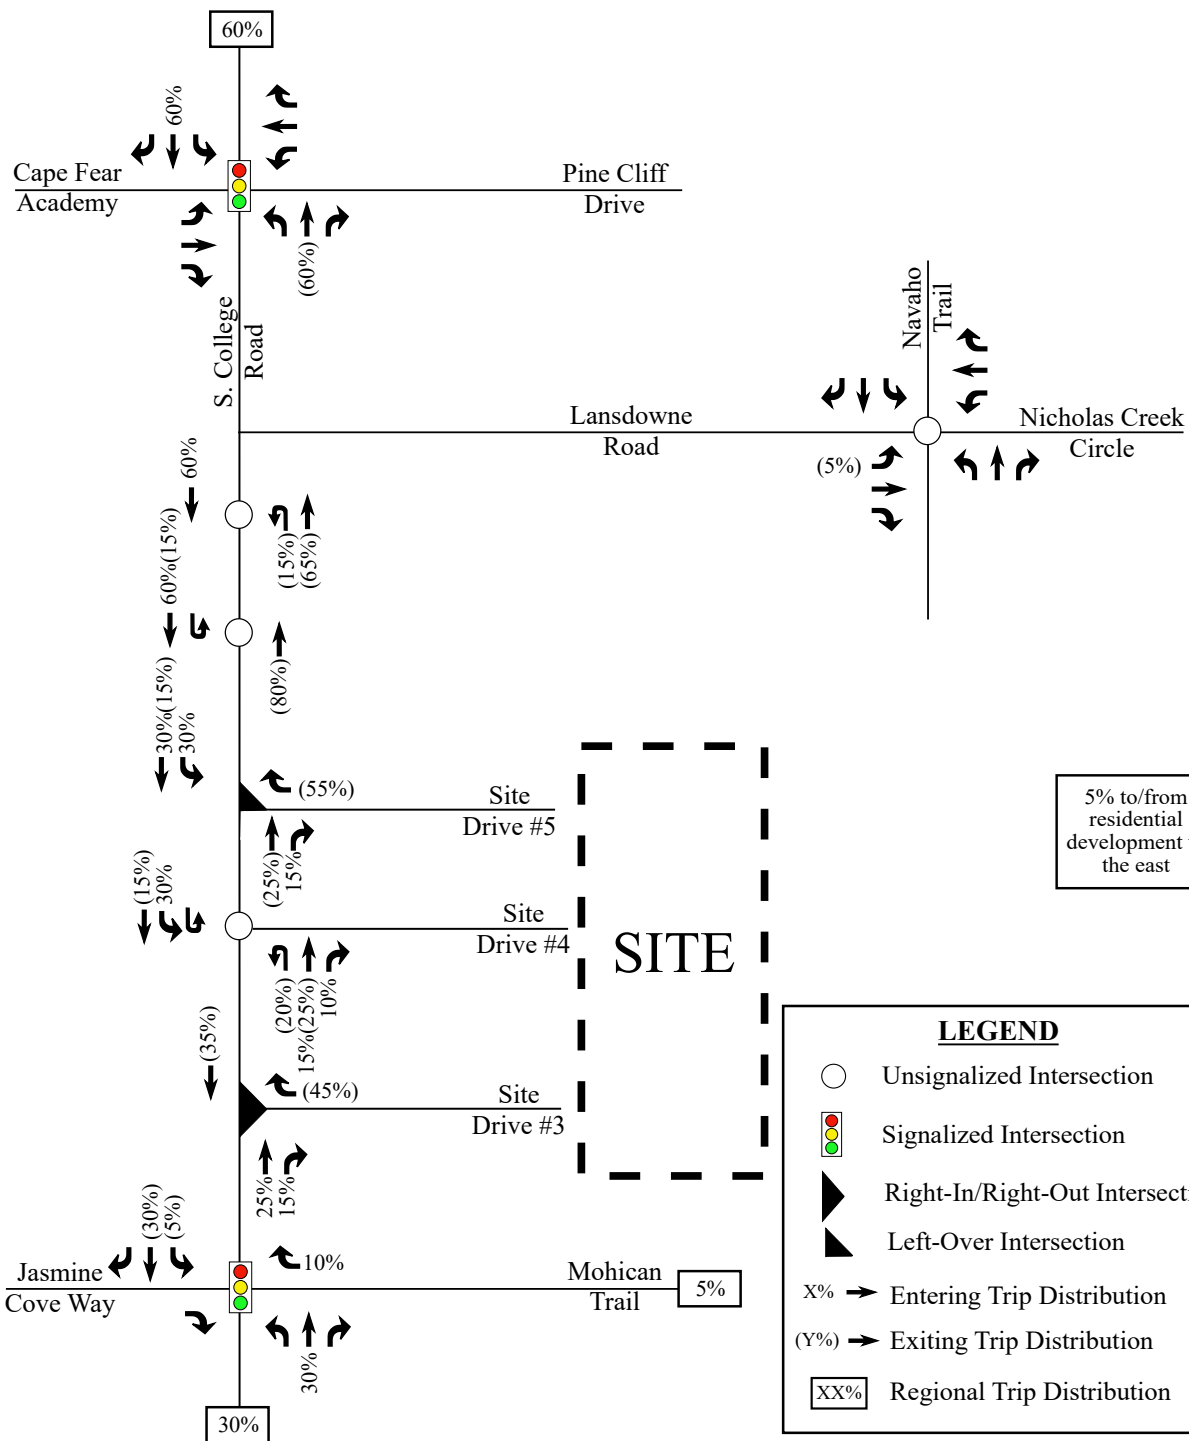 60%
60%
Cape Fear
Academy
Pine Cliff
Drive
(60%)
S. College
Road
Navaho
Trail
Lansdowne
Road
Nicholas Creek
Circle
(5%)
60%
(15%)
(65%)
60%(15%)
(80%)
30%(15%)
30%
(55%)
Site
Drive #5
(25%)
15%
5% to/from
residential
development
the east
(15%)
30%
Site
Drive #4
SITE
(20%)
15%(25%)
10%
(35%)
(45%)
Site
Drive #3
25%
15%
LEGEND
Unsignalized Intersection
Signalized Intersection
Right-In/Right-Out Intersecti
Left-Over Intersection
X% Entering Trip Distribution
(Y%) Exiting Trip Distribution
XX% Regional Trip Distribution
(30%)
(5%)
10%
Jasmine
Cove Way
Mohican
Trail
5%
30%
30%